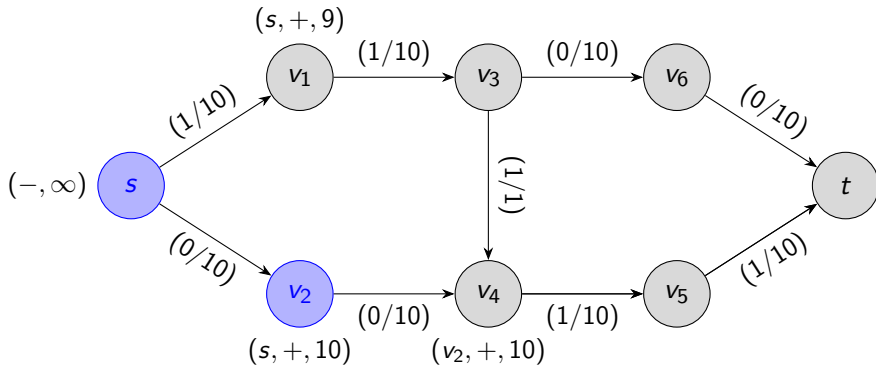 (s, +, 9)
v₁
(1/10)
v₃
(0/10)
v₆
(1/10)
(0/10)
(−, ∞)
s
(1/1)
t
(0/10)
(1/10)
v₂
(0/10)
v₄
(1/10)
v₅
(s, +, 10)
(v₂, +, 10)